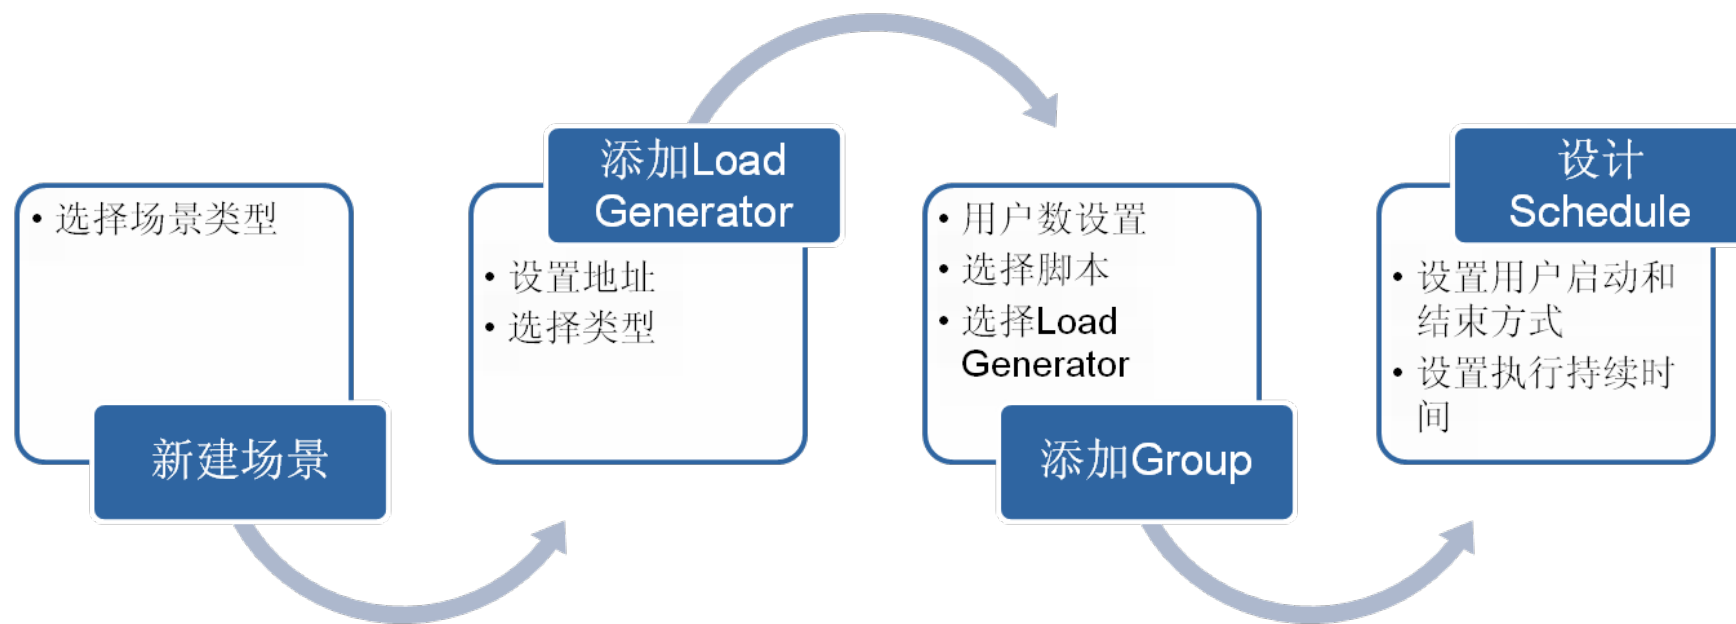 • 选择场景类型
新建场景
添加Load
Generator
• 设置地址
• 选择类型
• 用户数设置
• 选择脚本
• 选择Load
Generator
添加Group
设计
Schedule
• 设置用户启动和
结束方式
• 设置执行持续时
间